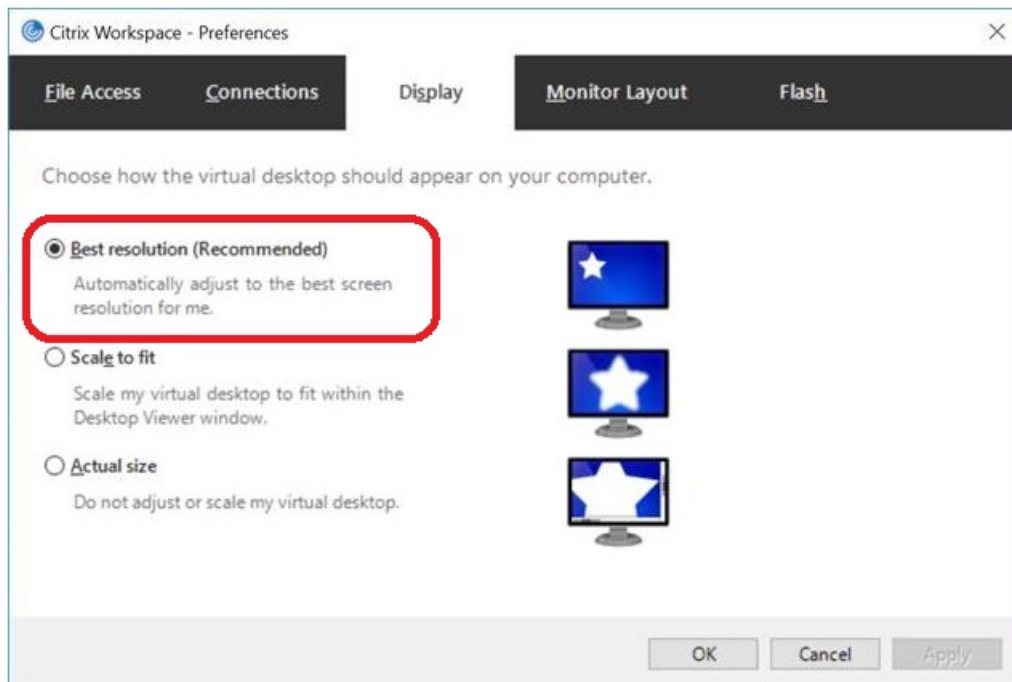 Citrix Workspace - Preferences
File Access Connections Display Monitor Layout Flash
Choose how the virtual desktop should appear on your computer.
Best resolution (Recommended)
Automatically adjust to the best screen
resolution for me.
Scale to fit
Scale my virtual desktop to fit within the
Desktop Viewer window.
Actual size
Do not adjust or scale my virtual desktop.
OK Cancel Apply